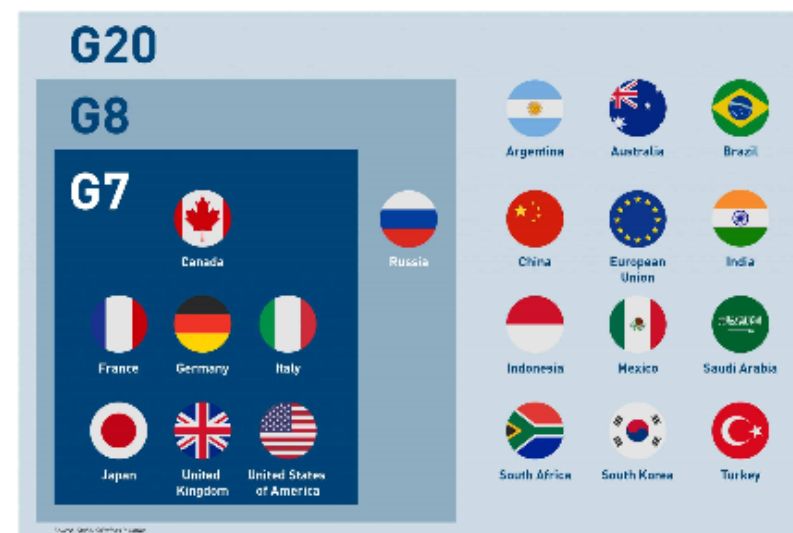 G20
G8
G7
Canada
France
Germany
Italy
Japan
United
Kingdom
United States
of America
Russia
Argentina
Australia
Brazil
China
European
Union
India
Indonesia
Mexico
Saudi Arabia
South Africa
South Korea
Turkey